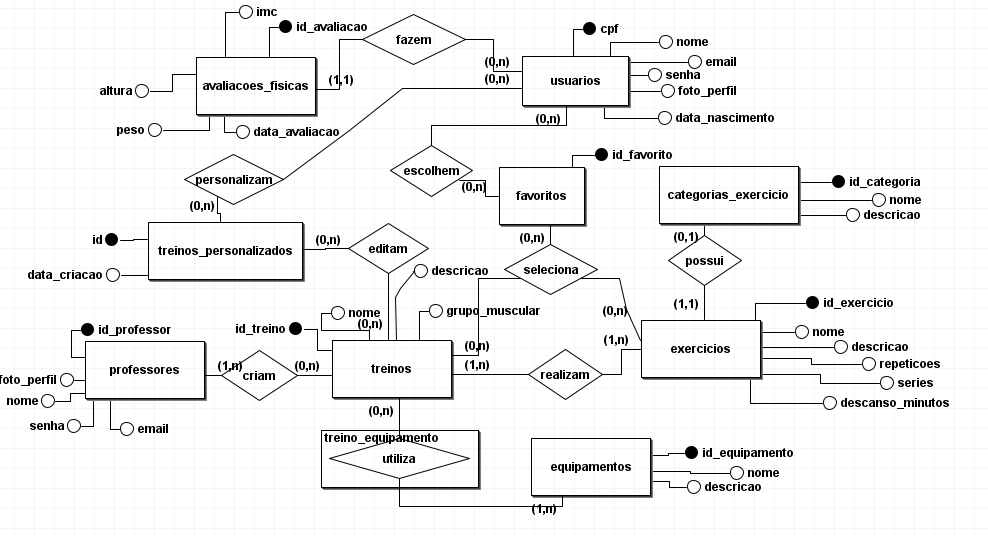 imc
id_avaliacao
fazem
cpf
nome
email
senha
foto_perfil
data_nascimento
usuarios
(0,n)
(0,n)
(0,n)
(1,1)
avaliacoes_fisicas
altura
peso
data_avaliacao
personalizam
(0,n)
escolhem
(0,n)
id_favorito
favoritos
(0,n)
categorias_exercicio
id_categoria
nome
descricao
(0,1)
possui
(1,1)
id
data_criacao
treinos_personalizados
(0,n)
editam
(0,n)
seleciona
(0,n)
(0,n)
descricao
nome
grupo_muscular
id_treino
treinos
id_professor
professores
foto_perfil
nome
senha
email
(1,n)
criam
(0,n)
(1,n)
realizam
(1,n)
exercicios
id_exercicio
nome
descricao
repeticoes
series
descanso_minutos
(0,n)
treino_equipamento
utiliza
(1,n)
equipamentos
id_equipamento
nome
descricao